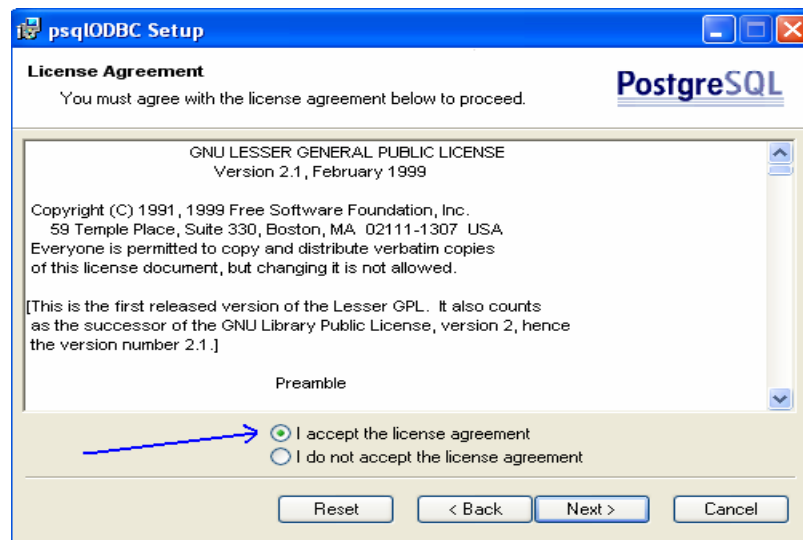 psqlODBC Setup
License Agreement
You must agree with the license agreement below to proceed.
PostgreSQL
GNU LESSER GENERAL PUBLIC LICENSE
Version 2.1, February 1999
Copyright (C) 1991, 1999 Free Software Foundation, Inc.
59 Temple Place, Suite 330, Boston, MA  02111-1307  USA
Everyone is permitted to copy and distribute verbatim copies
of this license document, but changing it is not allowed.
[This is the first released version of the Lesser GPL.  It also counts
as the successor of the GNU Library Public License, version 2, hence
the version number 2.1.]
Preamble
I accept the license agreement
I do not accept the license agreement
Reset
< Back
Next >
Cancel